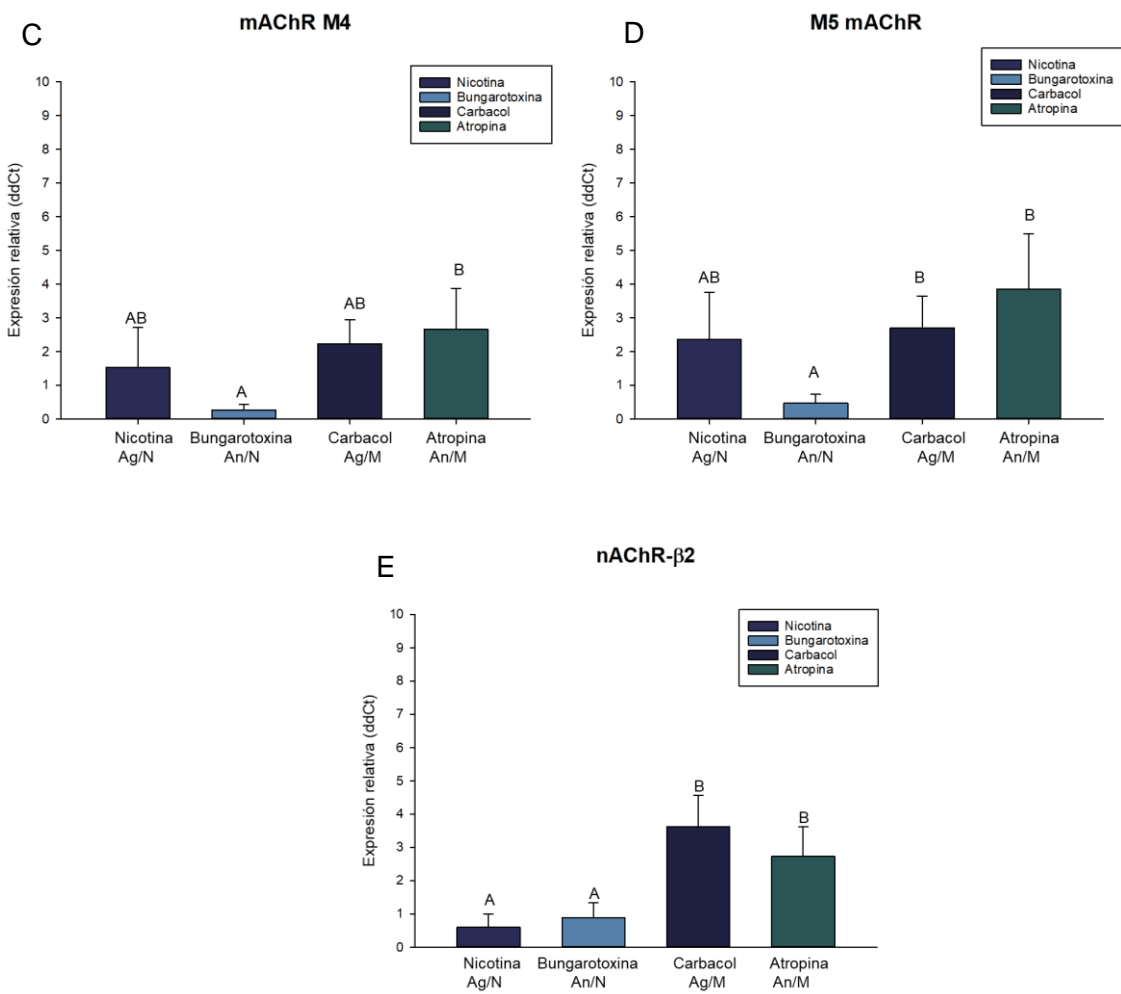 C
mAChR M4
Nicotina
Bungarotoxina
Carbacol
Atropina
Expresión relativa (ddCt)
10
9
8
7
6
5
4
3
2
1
0
AB
A
AB
B
Nicotina Bungarotoxina Carbacol Atropina
Ag/N An/N Ag/M An/M
D
M5 mAChR
Nicotina
Bungarotoxina
Carbacol
Atropina
Expresión relativa (ddCt)
10
9
8
7
6
5
4
3
2
1
0
AB
A
B
B
Nicotina Bungarotoxina Carbacol Atropina
Ag/N An/N Ag/M An/M
E
nAChR-β2
Nicotina
Bungarotoxina
Carbacol
Atropina
Expresión relativa (ddCt)
10
9
8
7
6
5
4
3
2
1
0
A
A
B
B
Nicotina Bungarotoxina Carbacol Atropina
Ag/N An/N Ag/M An/M